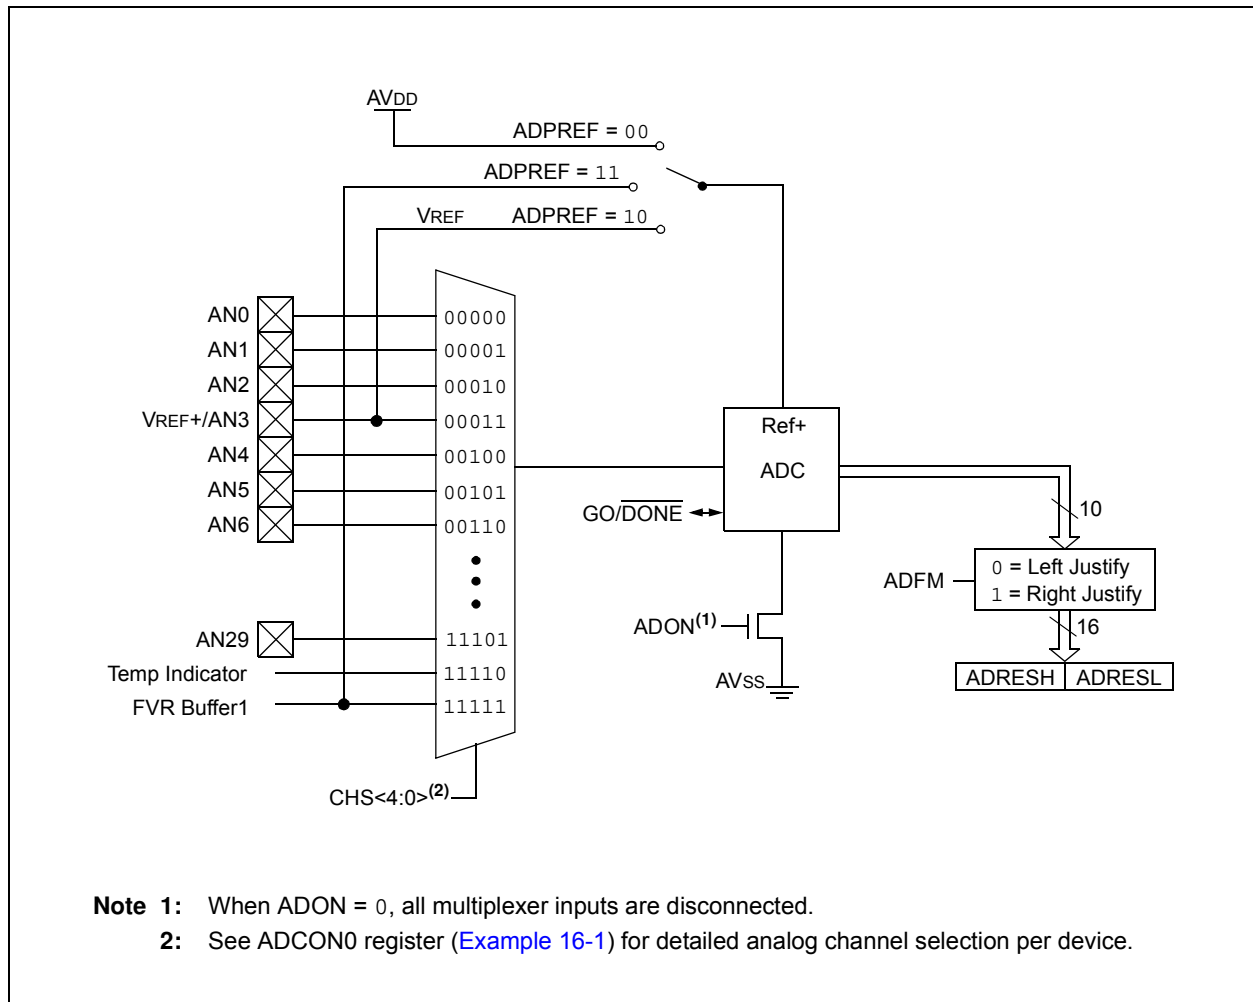 AVDD
ADPREF = 00
ADPREF = 11
VREF ADPREF = 10
AN0 00000
AN1 00001
AN2 00010
VREF+/AN3 00011
AN4 00100
AN5 00101
AN6 00110
AN29 11101
Temp Indicator 11110
FVR Buffer1 11111
CHS<4:0>(2)
Ref+
ADC
GO/DONE
ADON(1)
AVSS
10
ADFM
0 = Left Justify
1 = Right Justify
16
ADRESH ADRESL
Note 1: When ADON = 0, all multiplexer inputs are disconnected.
2: See ADCON0 register (Example 16-1) for detailed analog channel selection per device.